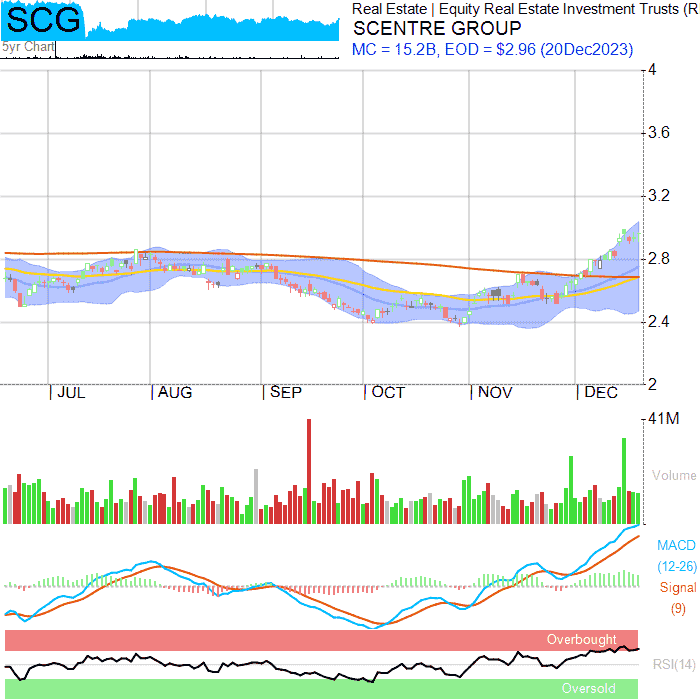 SCG
5yr Chart
Real Estate | Equity Real Estate Investment Trusts (R
SCENTRE GROUP
MC = 15.2B, EOD = $2.96 (20Dec2023)
4
3.6
3.2
2.8
2.4
2
JUL AUG SEP OCT NOV DEC
41M
Volume
MACD
(12-26)
Signal
(9)
Overbought
RSI(14)
Oversold